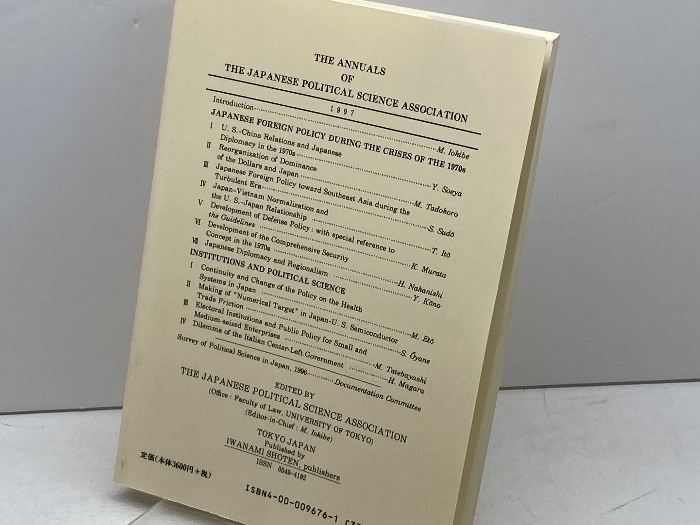 THE ANNUALS
OF
THE JAPANESE POLITICAL SCIENCE ASSOCIATION
1997
Introduction M. Iokibe
JAPANESE FOREIGN POLICY DURING THE CRISES OF THE 1970s
I U. S.-China Relations and Japanese
Diplomacy in the 1970s Y. Soeya
II Reorganization of Dominance
of the Dollars and Japan M. Tadokoro
III Japanese Foreign Policy toward Southeast Asia during the
Turbulent Era S. Sudō
IV Japan-Vietnam Normalization and
the U. S.-Japan Relationship T. Itō
V Development of Defense Policy: with special reference to
the Guidelines K. Murata
VI Development of the Comprehensive Security
Concept in the 1970s H. Nakanishi
VII Japanese Diplomacy and Regionalism Y. Kōno
INSTITUTIONS AND POLITICAL SCIENCE
I Continuity and Change of the Policy on the Health
Systems in Japan M. Etō
II Making of "Numerical Target" in Japan-U. S. Semiconductor
Trade Friction S. Ōyane
III Electoral Institutions and Public Policy for Small and
Medium-seized Enterprises M. Tatebayashi
IV Dilemma of the Italian Center-Left Government H. Magara
Survey of Political Science in Japan, 1996 Documentation Committee
EDITED BY
THE JAPANESE POLITICAL SCIENCE ASSOCIATION
(Office: Faculty of Law, UNIVERSITY OF TOKYO)
(Editor-in-Chief: M. Iokibe)
TOKYO JAPAN
Published by
IWANAMI SHOTEN, publishers
ISSN 0549-4192
定価(本体3600円+税)
ISBN4-00-009676-1